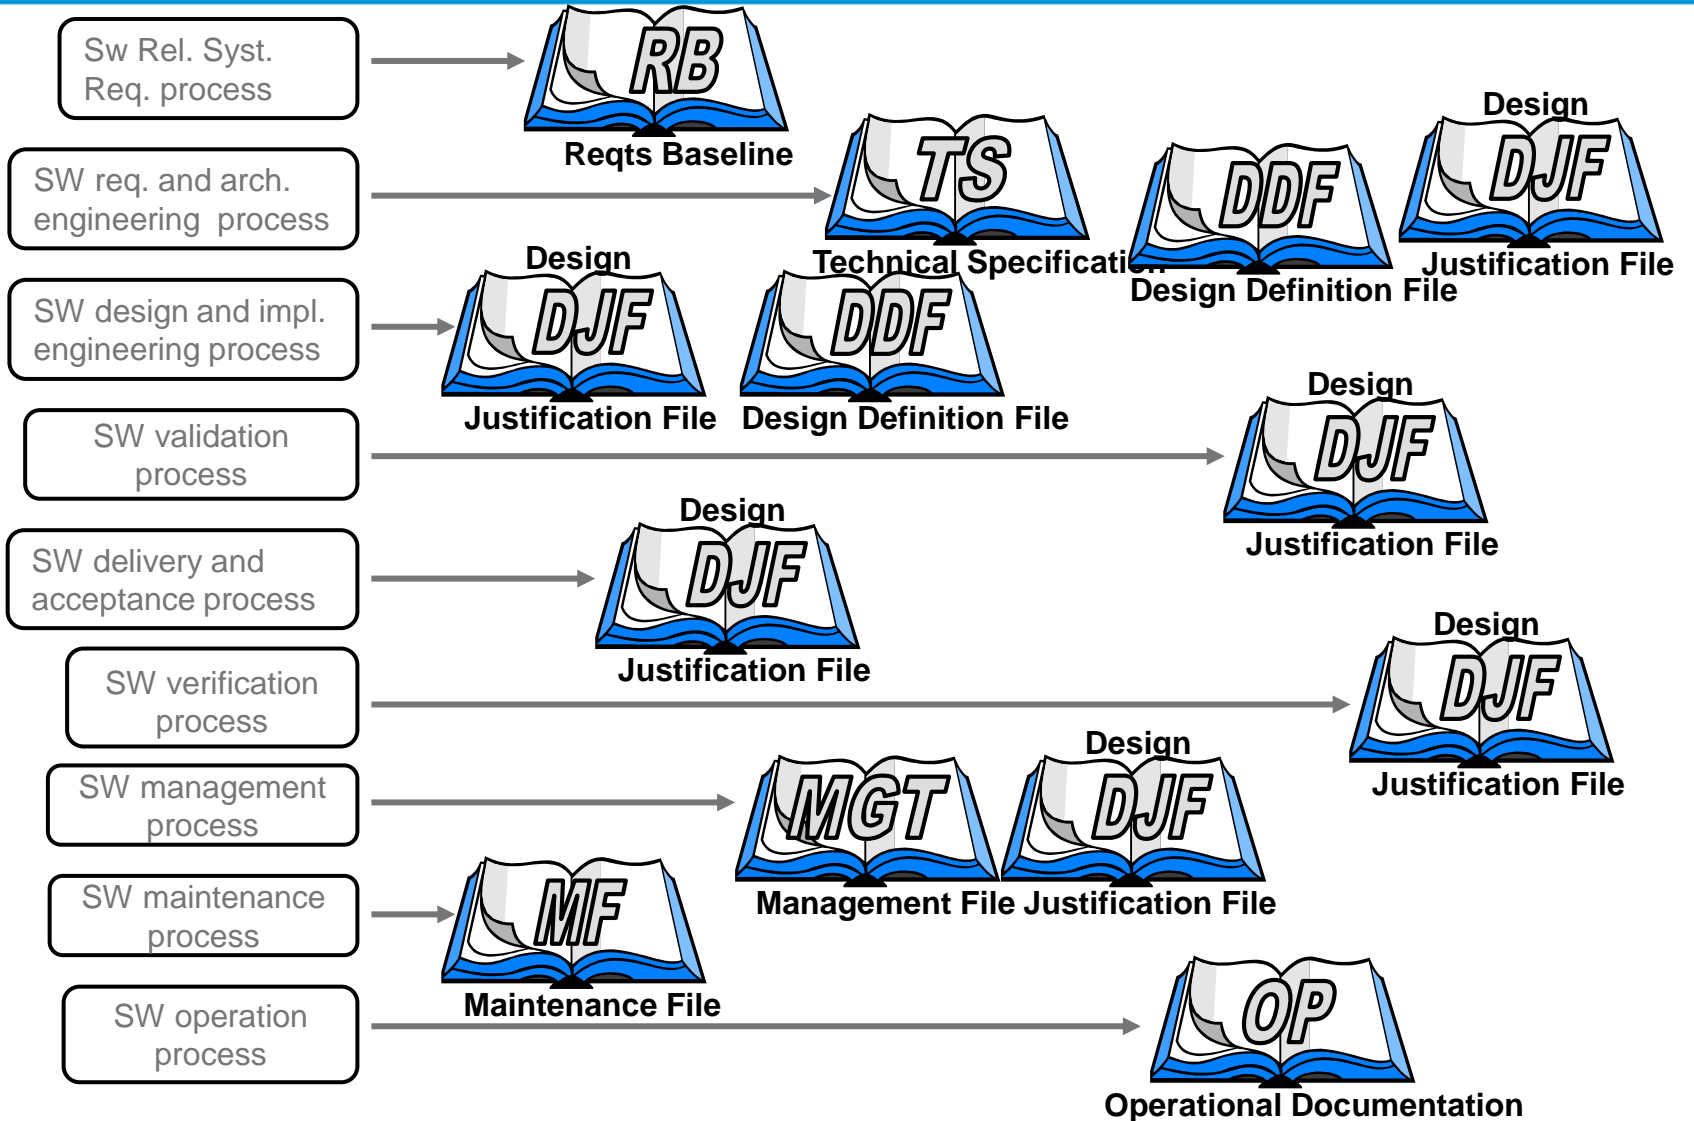 Sw Rel. Syst.
Req. process
RB
Reqts Baseline
SW req. and arch.
engineering process
TS
Technical Specification
DDF
Design Definition File
Design
DJF
Justification File
SW design and impl.
engineering process
Design
DJF
Justification File
DDF
Design Definition File
SW validation
process
Design
DJF
Justification File
SW delivery and
acceptance process
Design
DJF
Justification File
SW verification
process
Design
DJF
Justification File
SW management
process
MGT
Management File
Design
DJF
Justification File
SW maintenance
process
MF
Maintenance File
SW operation
process
OP
Operational Documentation